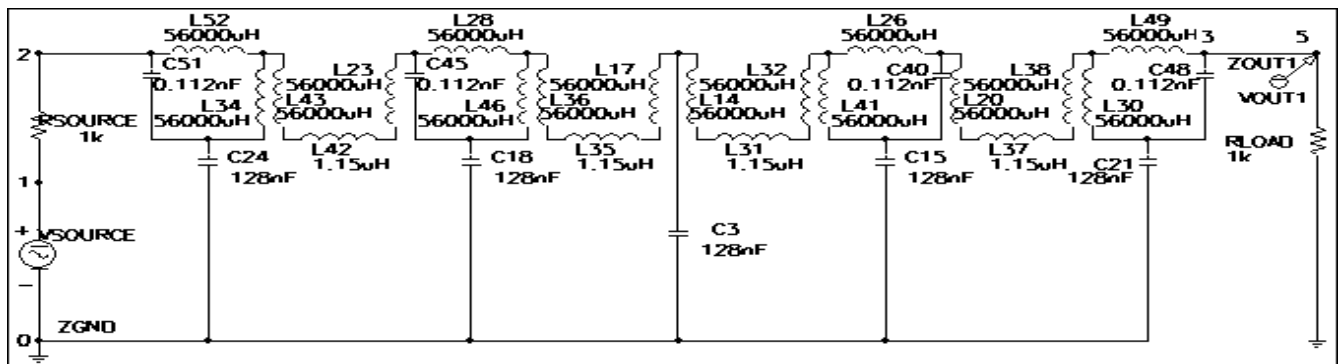 L52
56000uH
L28
56000uH
L26
56000uH
L49
56000uH
2
3
5
C51
0.112nF
L23
56000uH
C45
0.112nF
L17
56000uH
L32
56000uH
C40
0.112nF
L38
56000uH
C48
0.112nF
ZOUT1
VOUT1
L34
56000uH
L43
56000uH
L46
56000uH
L36
56000uH
L14
56000uH
L41
56000uH
L20
56000uH
L30
56000uH
RSOURCE
1k
L42
1.15uH
L35
1.15uH
L31
1.15uH
L37
1.15uH
RLOAD
1k
C24
128nF
C18
128nF
C15
128nF
C21
128nF
1
+
VSOURCE
−
C3
128nF
0
ZGND